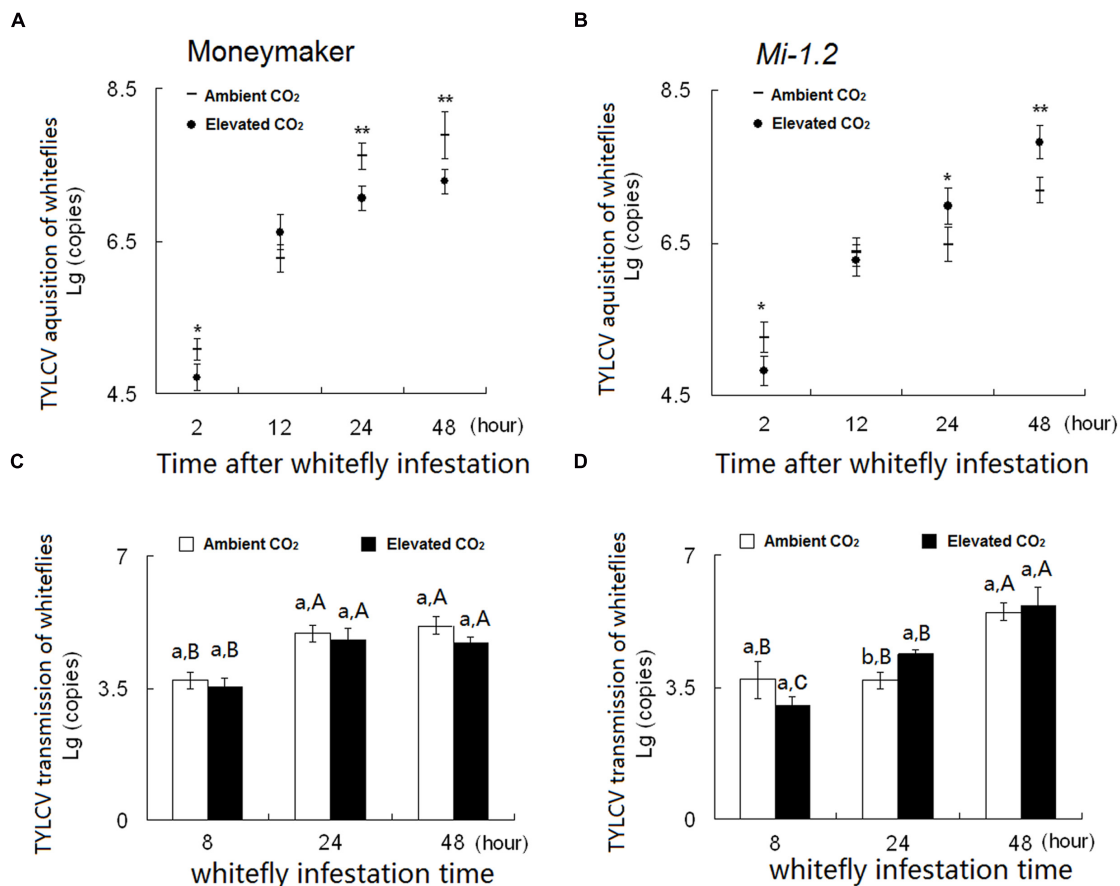 A
Moneymaker
8.5
6.5
4.5
Ambient CO₂
Elevated CO₂
*
**
**
TYLCV aquisition of whiteflies
Lg (copies)
2 12 24 48 (hour)
Time after whitefly infestation
B
Mi-1.2
8.5
6.5
4.5
Ambient CO₂
Elevated CO₂
*
*
**
TYLCV aquisition of whiteflies
Lg (copies)
2 12 24 48 (hour)
Time after whitefly infestation
C
7
3.5
0
Ambient CO₂ Elevated CO₂
a,B a,B a,A a,A a,A a,A
TYLCV transmission of whiteflies
Lg (copies)
8 24 48 (hour)
whitefly infestation time
D
7
3.5
0
Ambient CO₂ Elevated CO₂
a,B a,C b,B a,B a,A a,A
TYLCV transmission of whiteflies
Lg (copies)
8 24 48 (hour)
whitefly infestation time